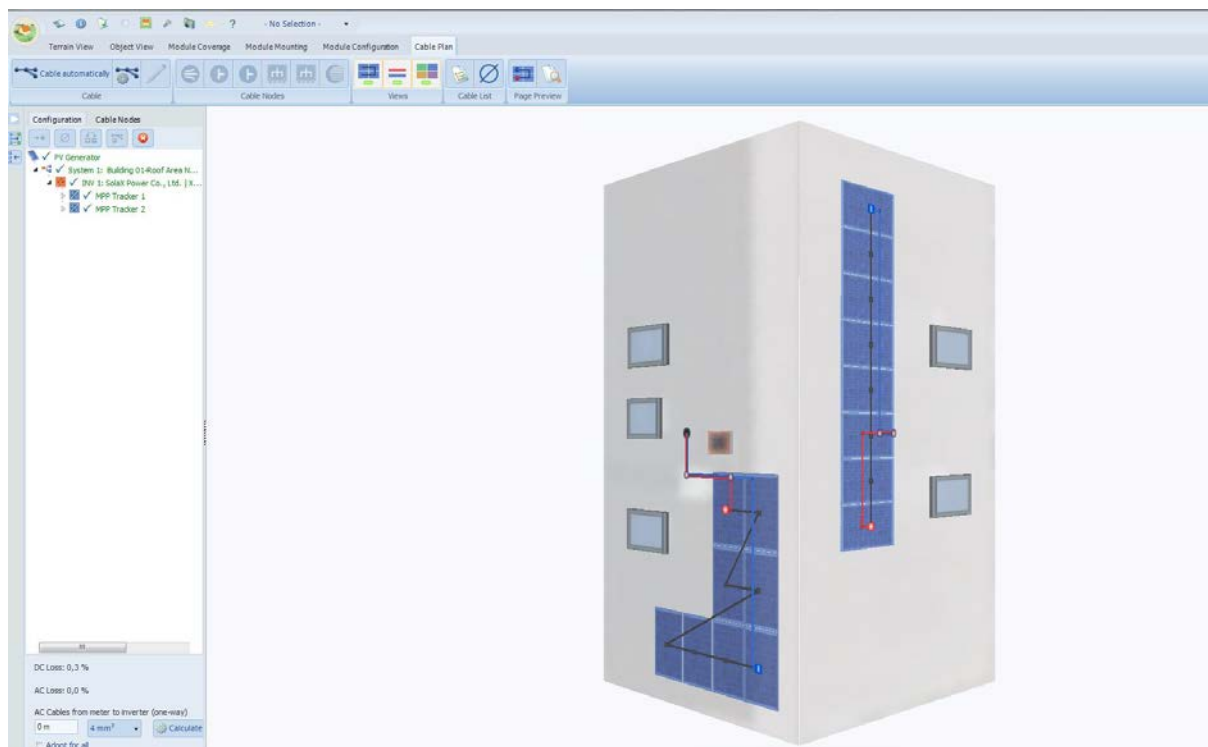 ? - No Selection -
Terrain View Object View Module Coverage Module Mounting Module Configuration Cable Plan
Cable automatically
Cable Cable Nodes Views Cable List Page Preview
Configuration Cable Nodes
PV Generator
System 1: Building 01-Roof Area N...
INV 1: SolaX Power Co., Ltd. | X...
MPP Tracker 1
MPP Tracker 2
DC Loss: 0,3 %
AC Loss: 0,0 %
AC Cables from meter to inverter (one-way)
0 m 4 mm² Calculate
Adopt for all